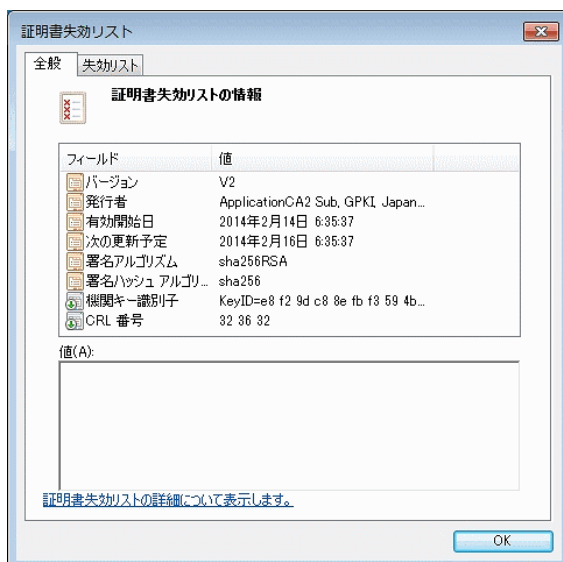 証明書失効リスト
全般 失効リスト
証明書失効リストの情報
フィールド 値
バージョン V2
発行者 ApplicationCA2 Sub, GPKI, Japan...
有効開始日 2014年2月14日 6:35:37
次の更新予定 2014年2月16日 6:35:37
署名アルゴリズム sha256RSA
署名ハッシュ アルゴリ... sha256
機関キー識別子 KeyID=e8 f2 9d c8 8e fb f3 59 4b...
CRL 番号 32 36 32
値(A):
証明書失効リストの詳細について表示します。
OK